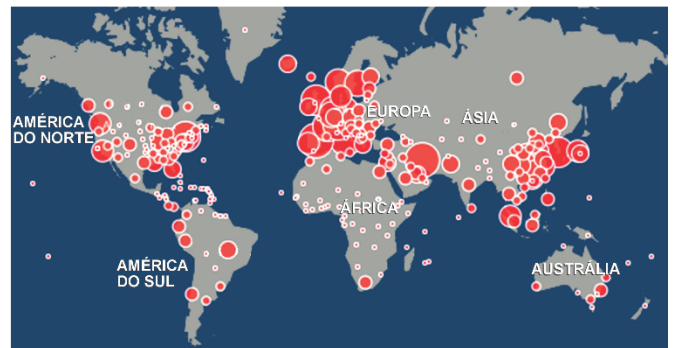 AMÉRICA
DO NORTE
EUROPA
ÁSIA
ÁFRICA
AMÉRICA
DO SUL
AUSTRÁLIA